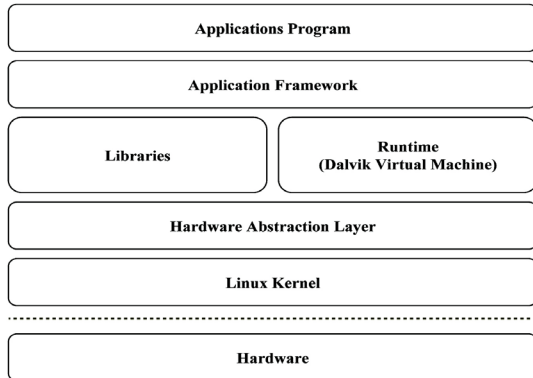 Applications Program
Application Framework
Libraries
Runtime
(Dalvik Virtual Machine)
Hardware Abstraction Layer
Linux Kernel
Hardware